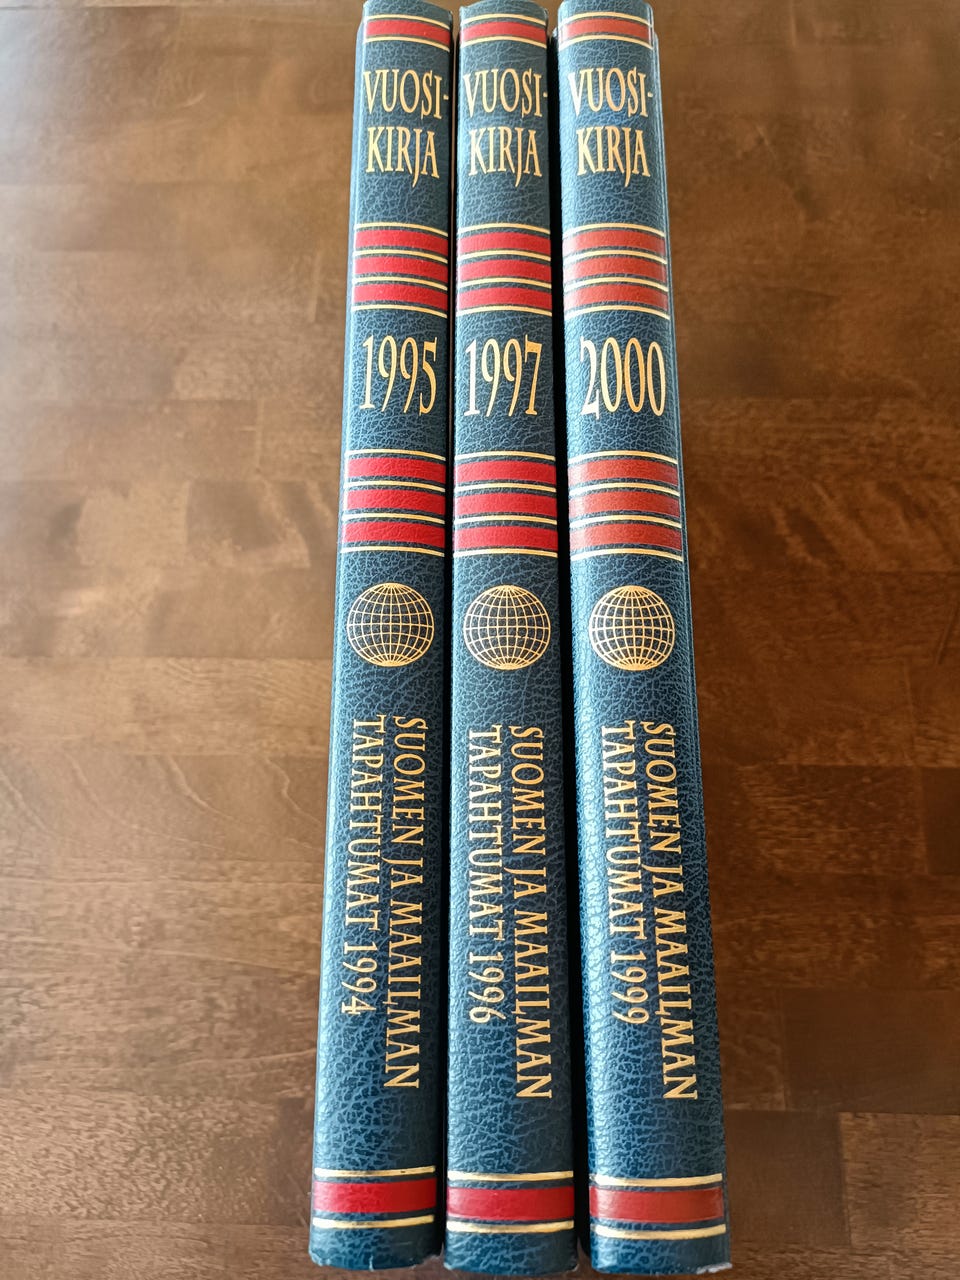 VUOSI-
KIRJA
1995
SUOMEN JA MAAILMAN
TAPAHTUMAT 1994
VUOSI-
KIRJA
1997
SUOMEN JA MAAILMAN
TAPAHTUMAT 1996
VUOSI-
KIRJA
2000
SUOMEN JA MAAILMAN
TAPAHTUMAT 1999